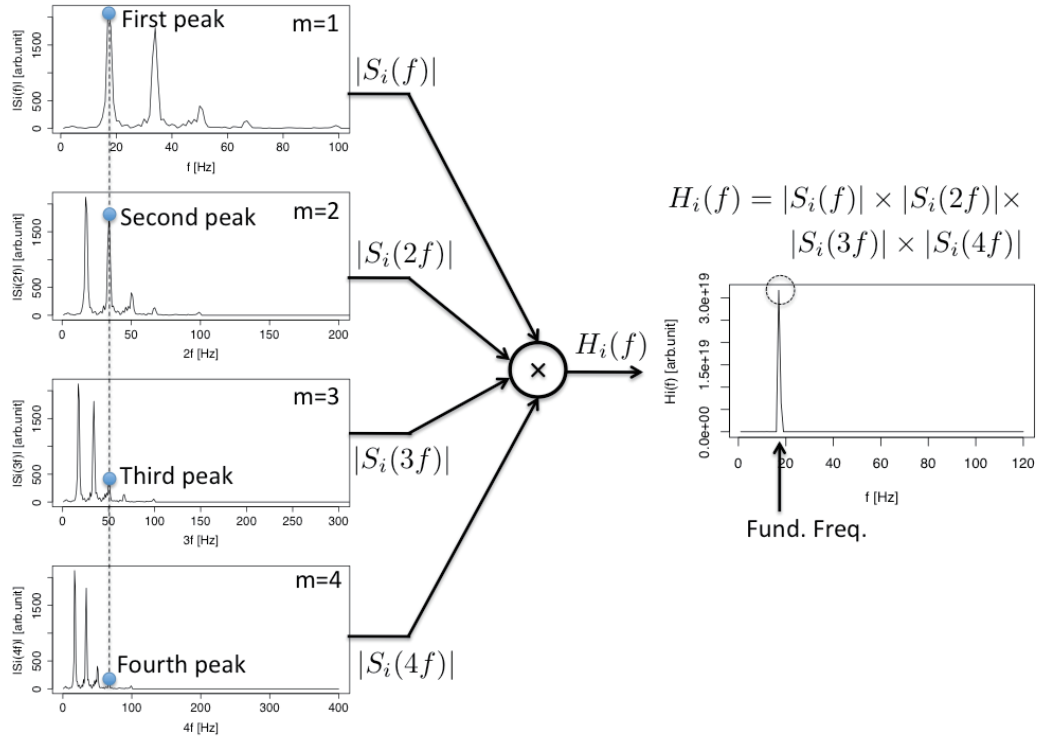 First peak
m=1
|Si(f)| [arb.unit]
0 500 1500
0 20 40 60 80 100
f [Hz]
|S_i(f)|
Second peak
m=2
|Si(2f)| [arb.unit]
0 500 1500
0 50 100 150 200
2f [Hz]
|S_i(2f)|
Third peak
m=3
|Si(3f)| [arb.unit]
0 500 1500
0 50 100 150 200 250 300
3f [Hz]
|S_i(3f)|
Fourth peak
m=4
|Si(4f)| [arb.unit]
0 500 1500
0 100 200 300 400
4f [Hz]
|S_i(4f)|
×
H_i(f)
H_i(f) = |S_i(f)| × |S_i(2f)| ×
|S_i(3f)| × |S_i(4f)|
Hi(f) [arb.unit]
0.0e+00 1.5e+19 3.0e+19
0 20 40 60 80 100 120
f [Hz]
Fund. Freq.